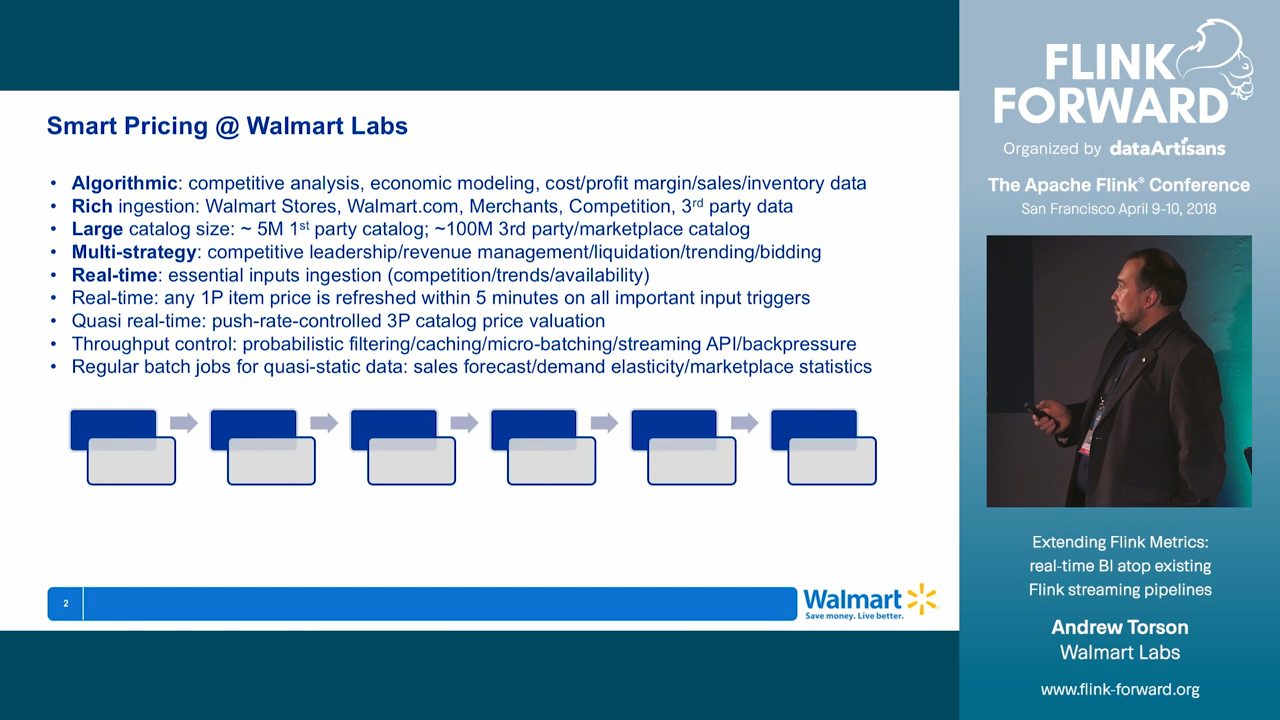 Smart Pricing @ Walmart Labs
• Algorithmic: competitive analysis, economic modeling, cost/profit margin/sales/inventory data
• Rich ingestion: Walmart Stores, Walmart.com, Merchants, Competition, 3rd party data
• Large catalog size: ~ 5M 1st party catalog; ~100M 3rd party/marketplace catalog
• Multi-strategy: competitive leadership/revenue management/liquidation/trending/bidding
• Real-time: essential inputs ingestion (competition/trends/availability)
• Real-time: any 1P item price is refreshed within 5 minutes on all important input triggers
• Quasi real-time: push-rate-controlled 3P catalog price valuation
• Throughput control: probabilistic filtering/caching/micro-batching/streaming API/backpressure
• Regular batch jobs for quasi-static data: sales forecast/demand elasticity/marketplace statistics
2
Walmart
Save money. Live better.
FLINK
FORWARD
Organized by dataArtisans
The Apache Flink® Conference
San Francisco April 9-10, 2018
Extending Flink Metrics:
real-time BI atop existing
Flink streaming pipelines
Andrew Torson
Walmart Labs
www.flink-forward.org